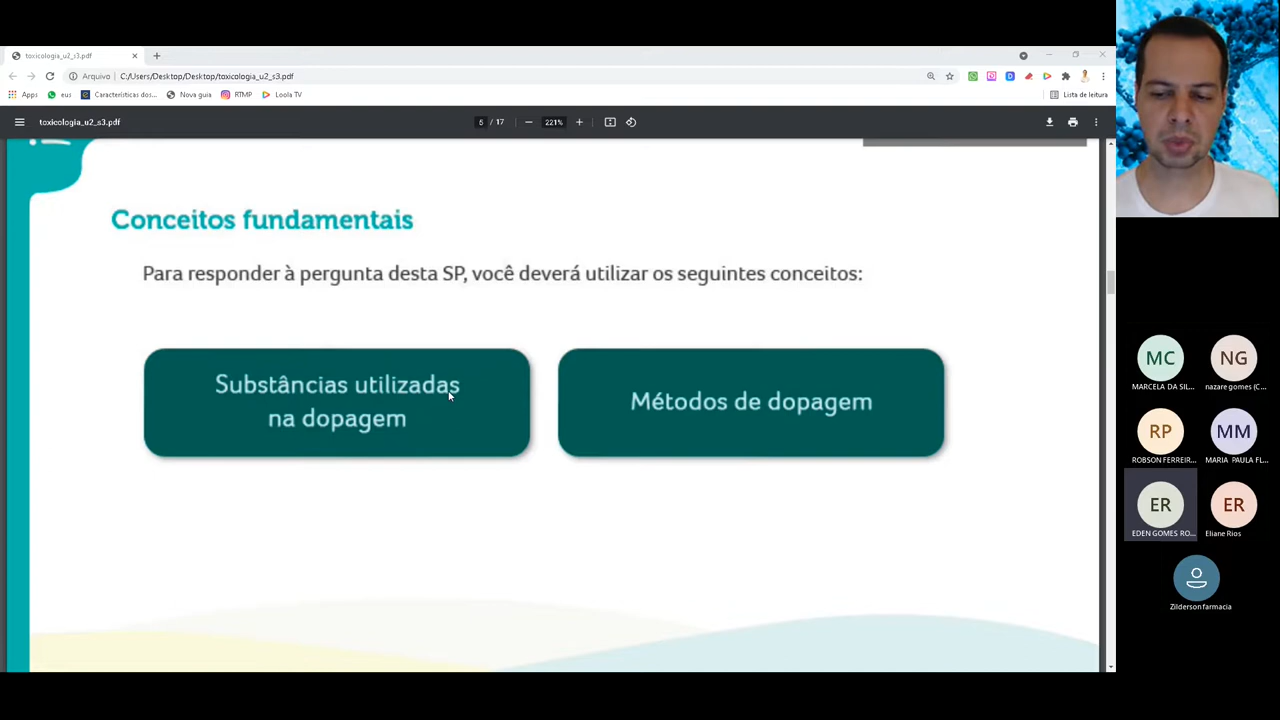 toxicologia_u2_s3.pdf
Arquivo
C:/Users/Desktop/Desktop/toxicologia_u2_s3.pdf
Apps
eus
Características dos...
Nova guia
RTMP
Loola TV
Lista de leitura
toxicologia_u2_s3.pdf
5 / 17
221%
Conceitos fundamentais
Para responder à pergunta desta SP, você deverá utilizar os seguintes conceitos:
Substâncias utilizadas
na dopagem
Métodos de dopagem
MC
NG
MARCELA DA SIL...
nazare gomes (C...
RP
MM
ROBSON FERREIR...
MARIA PAULA FL...
ER
ER
EDEN GOMES RO...
Eliane Rios
Zilderson farmacia